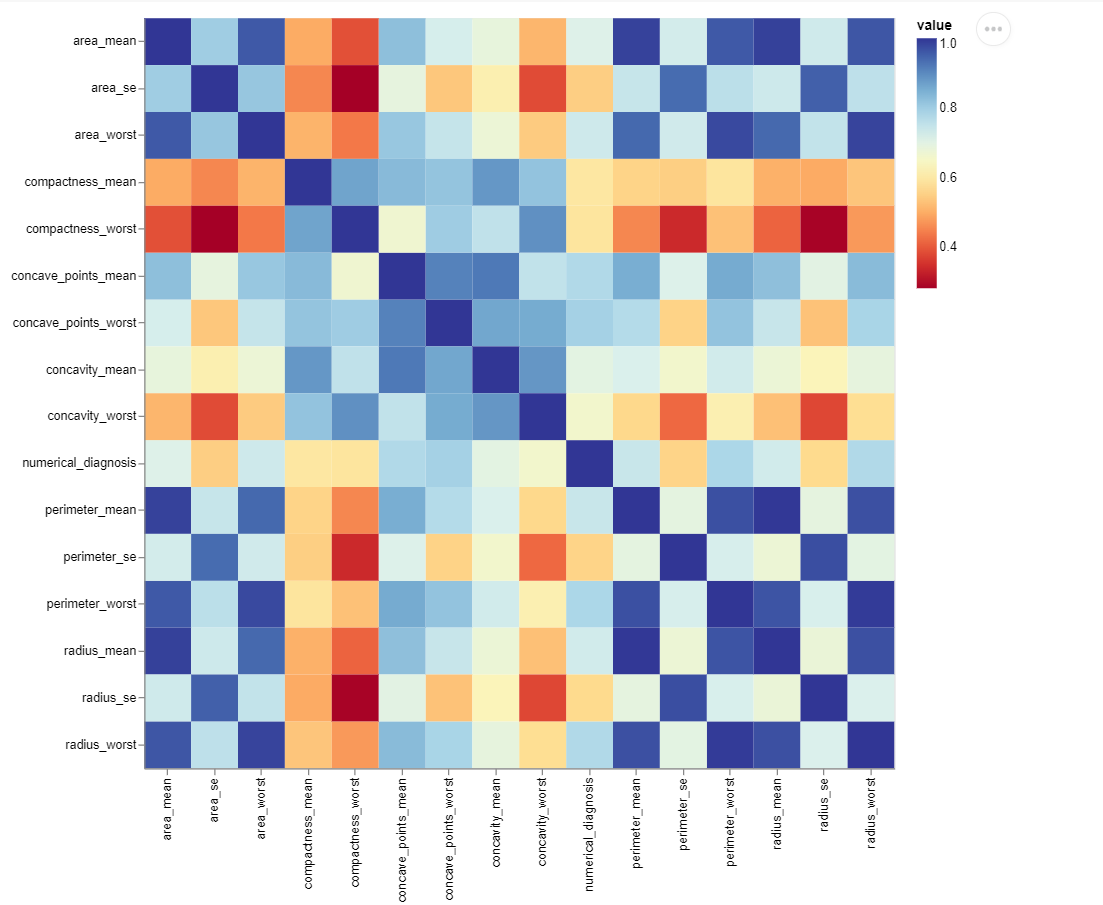 value
1.0
0.8
0.6
0.4
area_mean
area_se
area_worst
compactness_mean
compactness_worst
concave_points_mean
concave_points_worst
concavity_mean
concavity_worst
numerical_diagnosis
perimeter_mean
perimeter_se
perimeter_worst
radius_mean
radius_se
radius_worst
area_mean
area_se
area_worst
compactness_mean
compactness_worst
concave_points_mean
concave_points_worst
concavity_mean
concavity_worst
numerical_diagnosis
perimeter_mean
perimeter_se
perimeter_worst
radius_mean
radius_se
radius_worst